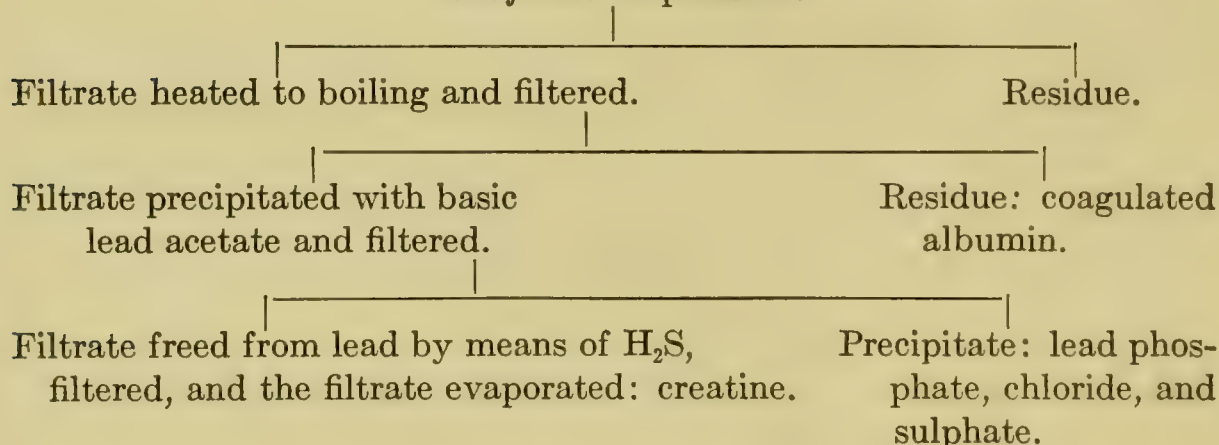 Filtrate heated to boiling and filtered. Residue.
Filtrate precipitated with basic Residue: coagulated
lead acetate and filtered. albumin.
Filtrate freed from lead by means of H₂S, Precipitate: lead phos-
filtered, and the filtrate evaporated: creatine. phate, chloride, and
sulphate.